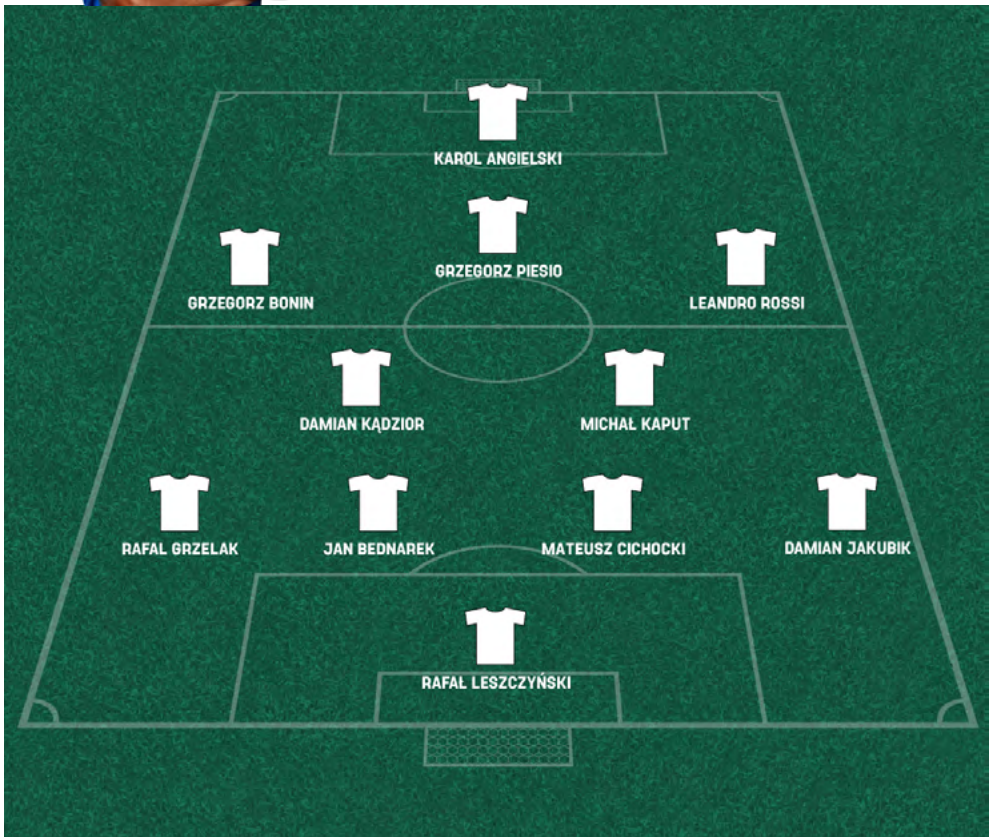 KAROL ANGIELSKI
GRZEGORZ PIESIO
GRZEGORZ BONIN
LEANDRO ROSSI
DAMIAN KĄDZIOR
MICHAŁ KAPUT
RAFAL GRZELAK
JAN BEDNAREK
MATEUSZ CICHOCKI
DAMIAN JAKUBIK
RAFAŁ LESZCZYŃSKI